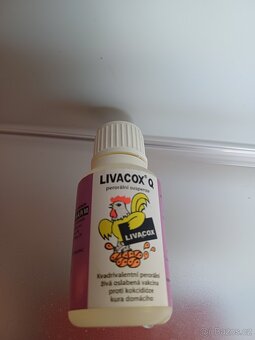 LIVACOX® Q
perorální suspenze
LIVACOX
Kvadrivalentní perorální
živá oslabená vakcína
proti kokcidióze
kura domácího